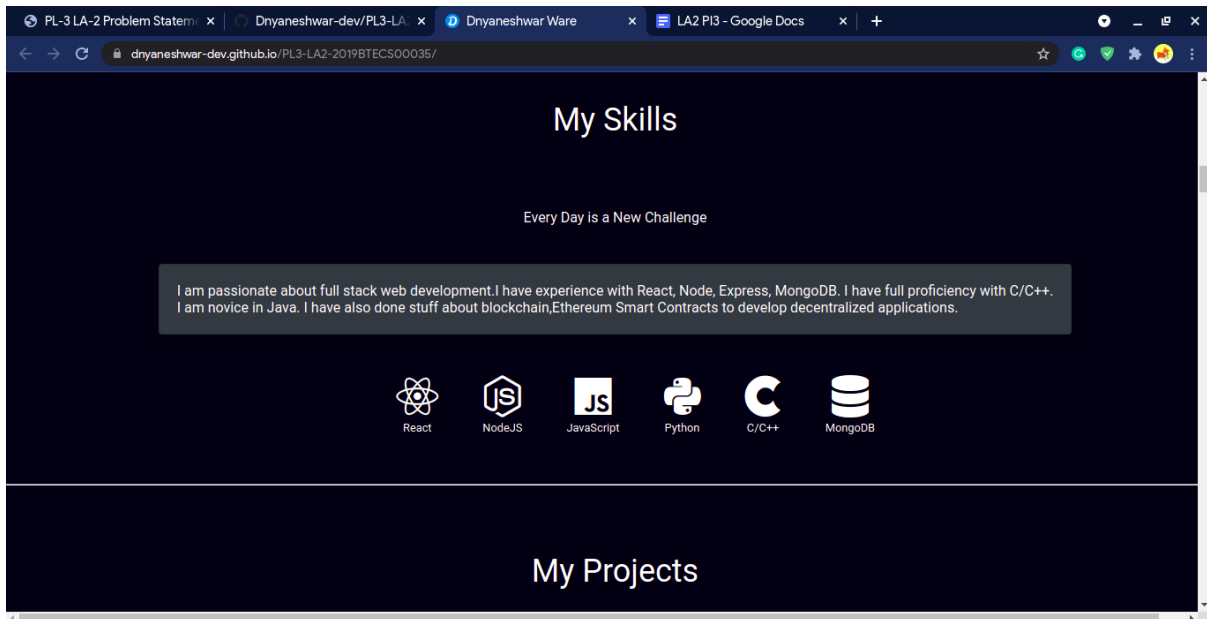 PL-3 LA-2 Problem Statem
Dnyaneshwar-dev/PL3-LA
Dnyaneshwar Ware
LA2 Pl3 - Google Docs
dnyaneshwar-dev.github.io/PL3-LA2-2019BTECS00035/
My Skills
Every Day is a New Challenge
I am passionate about full stack web development.I have experience with React, Node, Express, MongoDB. I have full proficiency with C/C++.
I am novice in Java. I have also done stuff about blockchain,Ethereum Smart Contracts to develop decentralized applications.
JS JS C
React NodeJS JavaScript Python C/C++ MongoDB
My Projects